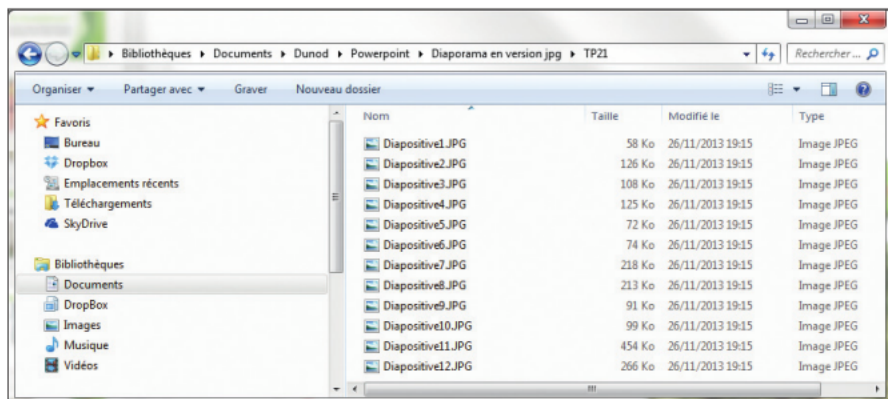 Bibliothèques Documents Dunod Powerpoint Diaporama en version jpg TP21 Rechercher ...
Organiser Partager avec Graver Nouveau dossier
Favoris
Bureau
Dropbox
Emplacements récents
Téléchargements
SkyDrive
Bibliothèques
Documents
DropBox
Images
Musique
Vidéos
Nom Taille Modifié le Type
Diapositive1.JPG 58 Ko 26/11/2013 19:15 Image JPEG
Diapositive2.JPG 126 Ko 26/11/2013 19:15 Image JPEG
Diapositive3.JPG 108 Ko 26/11/2013 19:15 Image JPEG
Diapositive4.JPG 125 Ko 26/11/2013 19:15 Image JPEG
Diapositive5.JPG 72 Ko 26/11/2013 19:15 Image JPEG
Diapositive6.JPG 74 Ko 26/11/2013 19:15 Image JPEG
Diapositive7.JPG 218 Ko 26/11/2013 19:15 Image JPEG
Diapositive8.JPG 213 Ko 26/11/2013 19:15 Image JPEG
Diapositive9.JPG 91 Ko 26/11/2013 19:15 Image JPEG
Diapositive10.JPG 99 Ko 26/11/2013 19:15 Image JPEG
Diapositive11.JPG 454 Ko 26/11/2013 19:15 Image JPEG
Diapositive12.JPG 266 Ko 26/11/2013 19:15 Image JPEG